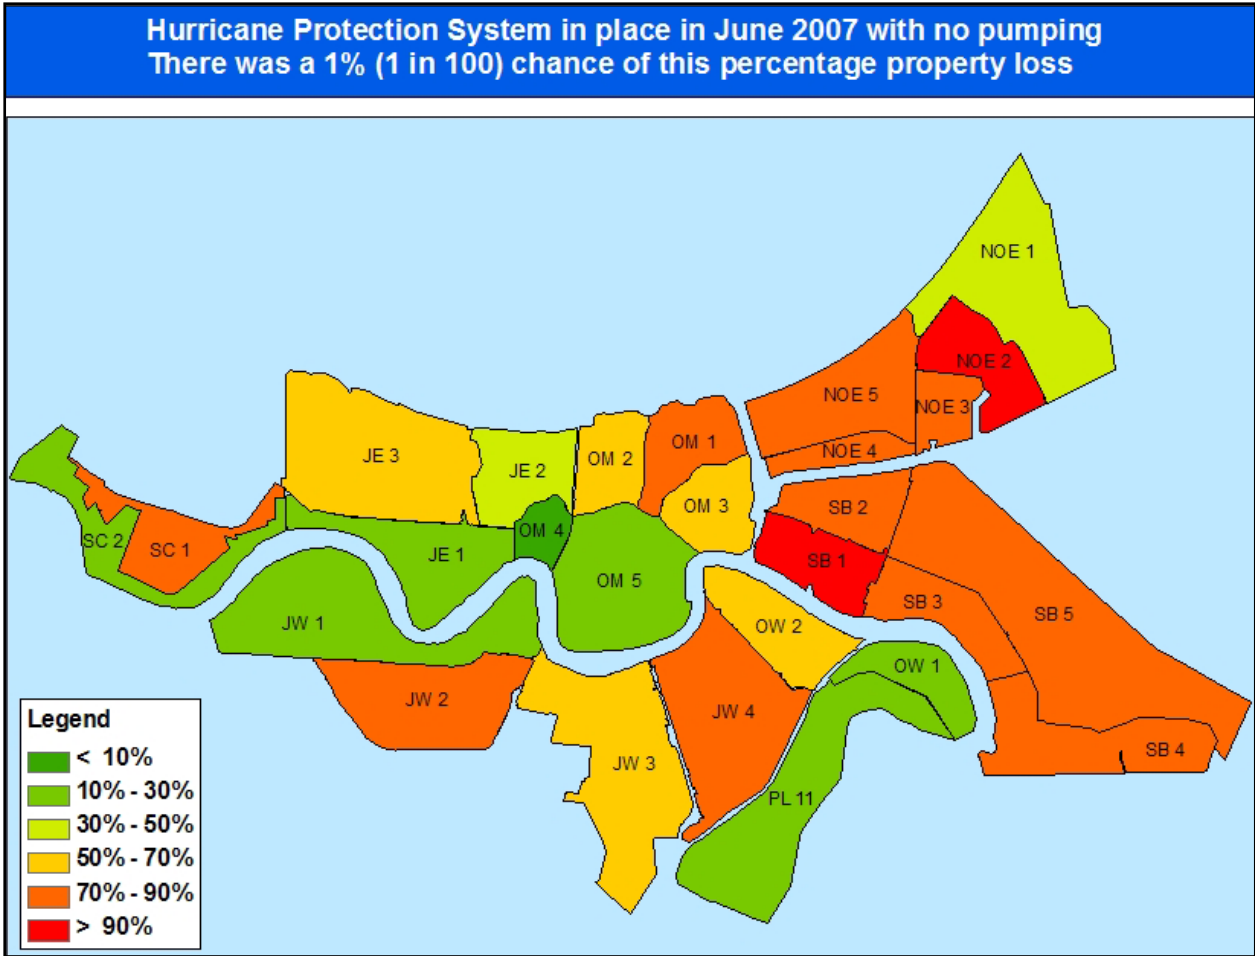 Hurricane Protection System in place in June 2007 with no pumping
There was a 1% (1 in 100) chance of this percentage property loss
NOE 1
NOE 2
NOE 5
NOE 3
NOE 4
OM 1
OM 2
JE 3
JE 2
OM 3
SB 2
OM 4
SC 2
SC 1
JE 1
SB 1
OM 5
SB 3
SB 5
JW 1
OW 2
OW 1
JW 2
JW 4
SB 4
JW 3
PL 11
Legend
< 10%
10% - 30%
30% - 50%
50% - 70%
70% - 90%
> 90%